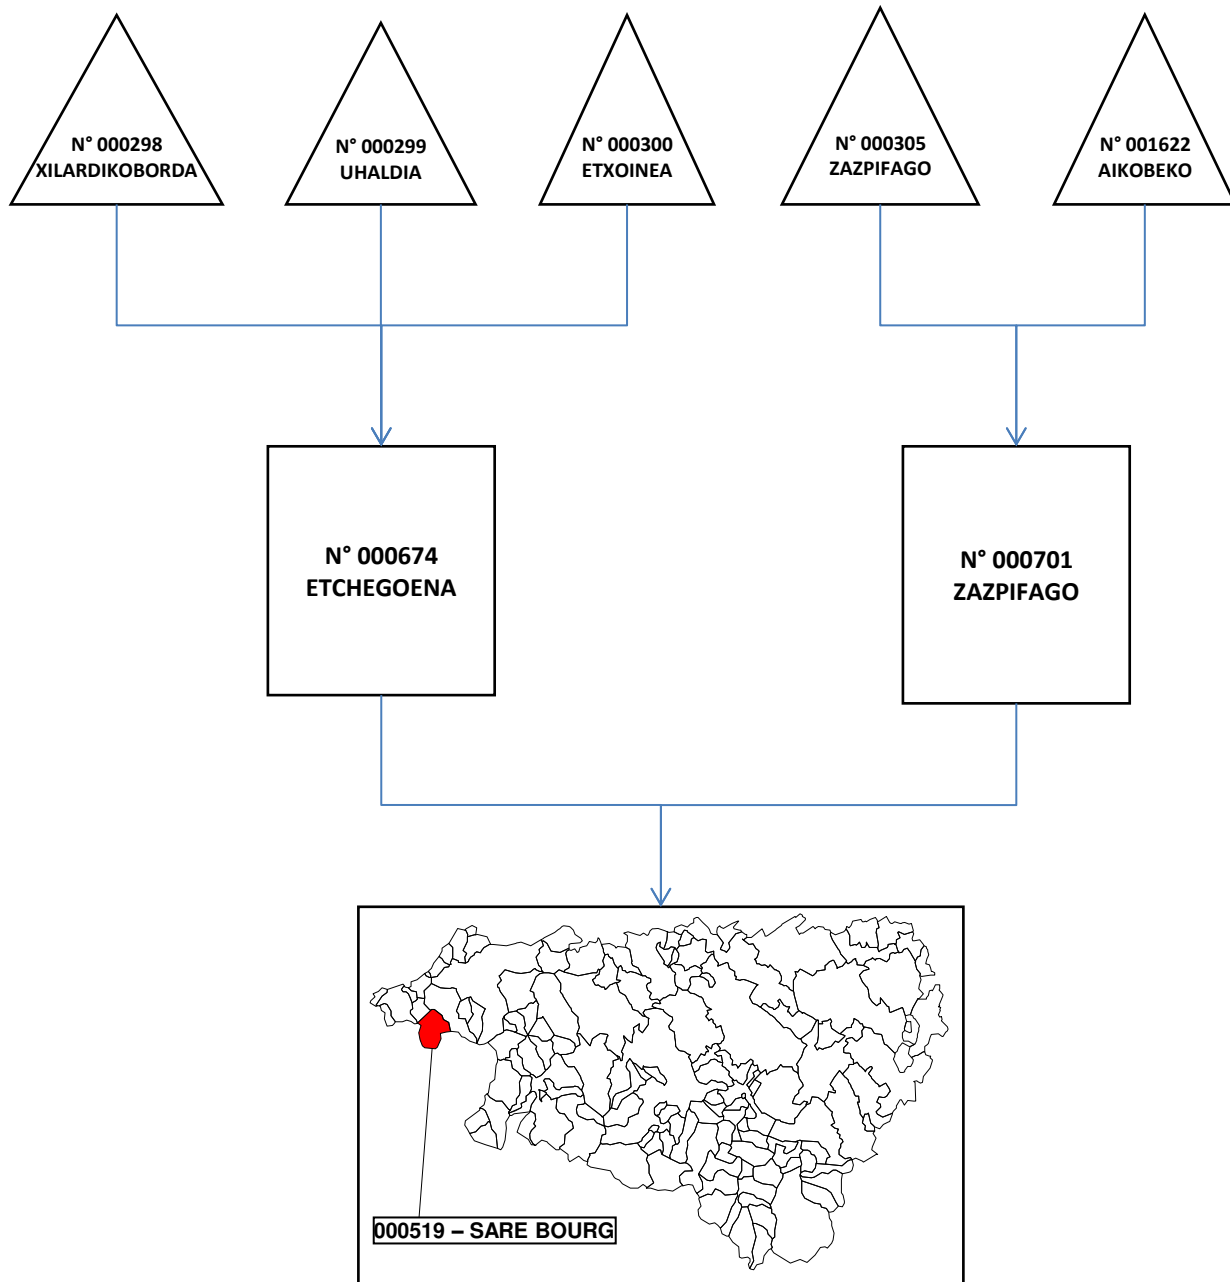 N° 000298
XILARDIKOBORDA
N° 000299
UHALDIA
N° 000300
ETXOINEA
N° 000305
ZAZPIFAGO
N° 001622
AIKOBEKO
N° 000674
ETCHEGOENA
N° 000701
ZAZPIFAGO
000519 – SARE BOURG